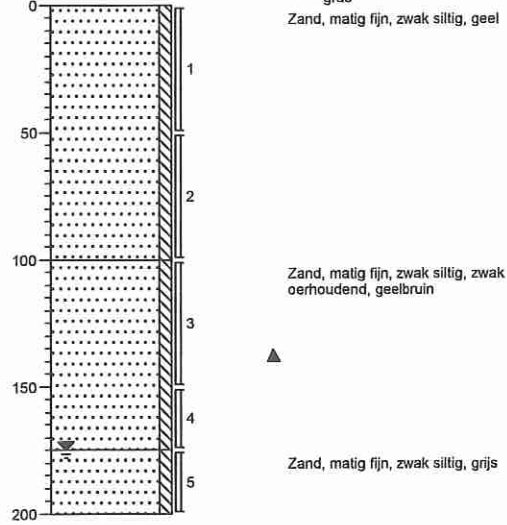 gras
0
Zand, matig fijn, zwak siltig, geel
1
50
2
100
Zand, matig fijn, zwak siltig, zwak
oerhoudend, geelbruin
3
150
4
Zand, matig fijn, zwak siltig, grijs
5
200